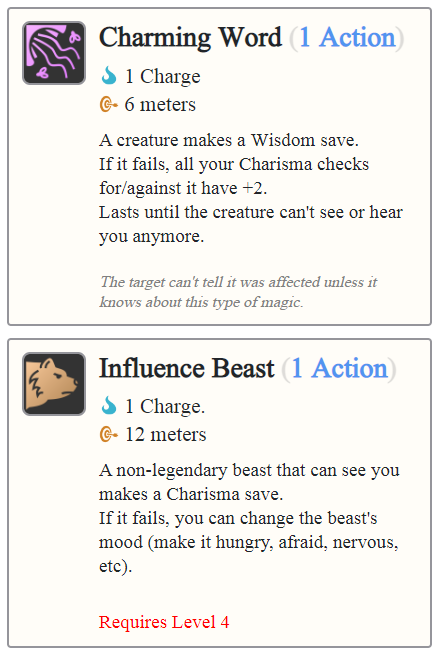 Charming Word (1 Action)
1 Charge
6 meters
A creature makes a Wisdom save.
If it fails, all your Charisma checks
for/against it have +2.
Lasts until the creature can't see or hear
you anymore.
The target can't tell it was affected unless it
knows about this type of magic.
Influence Beast (1 Action)
1 Charge.
12 meters
A non-legendary beast that can see you
makes a Charisma save.
If it fails, you can change the beast's
mood (make it hungry, afraid, nervous,
etc).
Requires Level 4